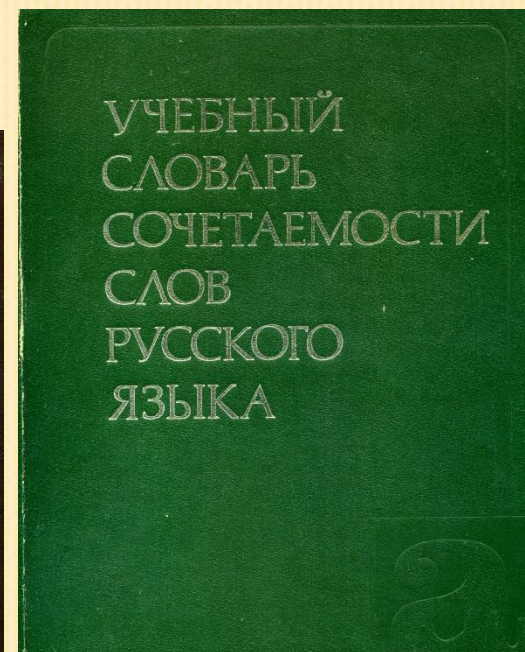 УЧЕБНЫЙ
СЛОВАРЬ
СОЧЕТАЕМОСТИ
СЛОВ
РУССКОГО
ЯЗЫКА
а